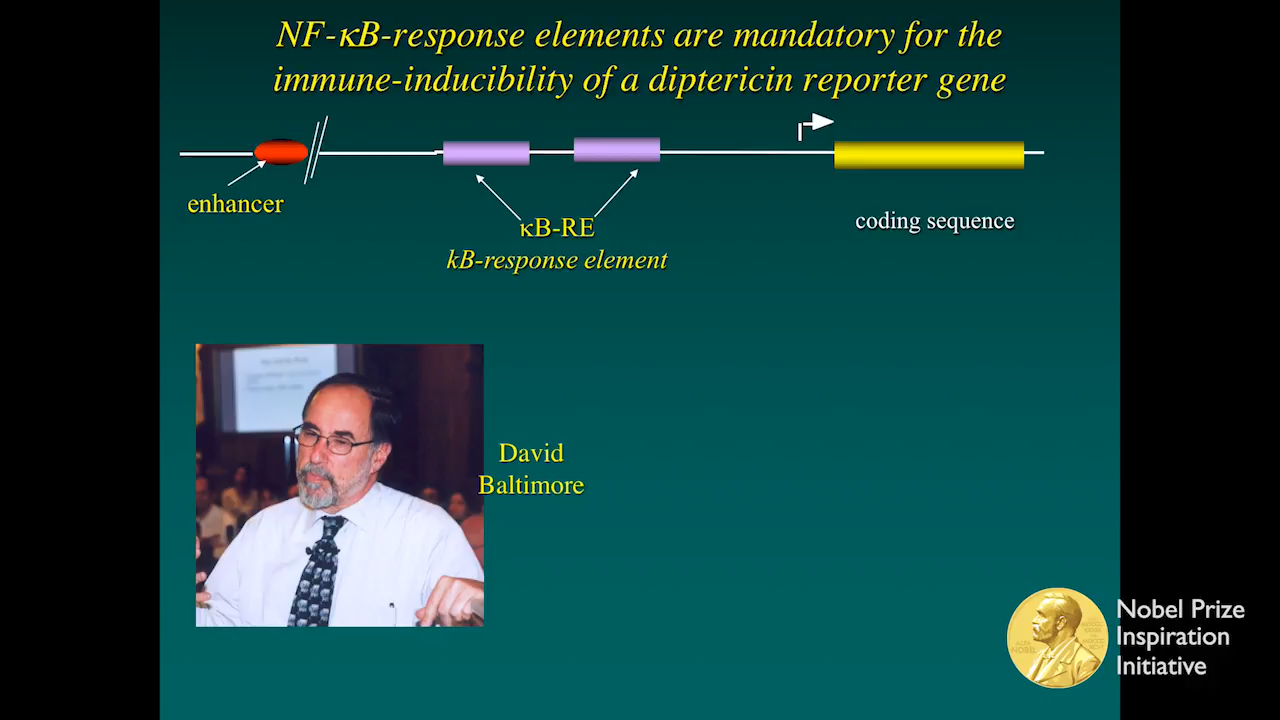 NF-κB-response elements are mandatory for the
immune-inducibility of a diptericin reporter gene
enhancer
κB-RE
kB-response element
coding sequence
David
Baltimore
Nobel Prize
Inspiration
Initiative